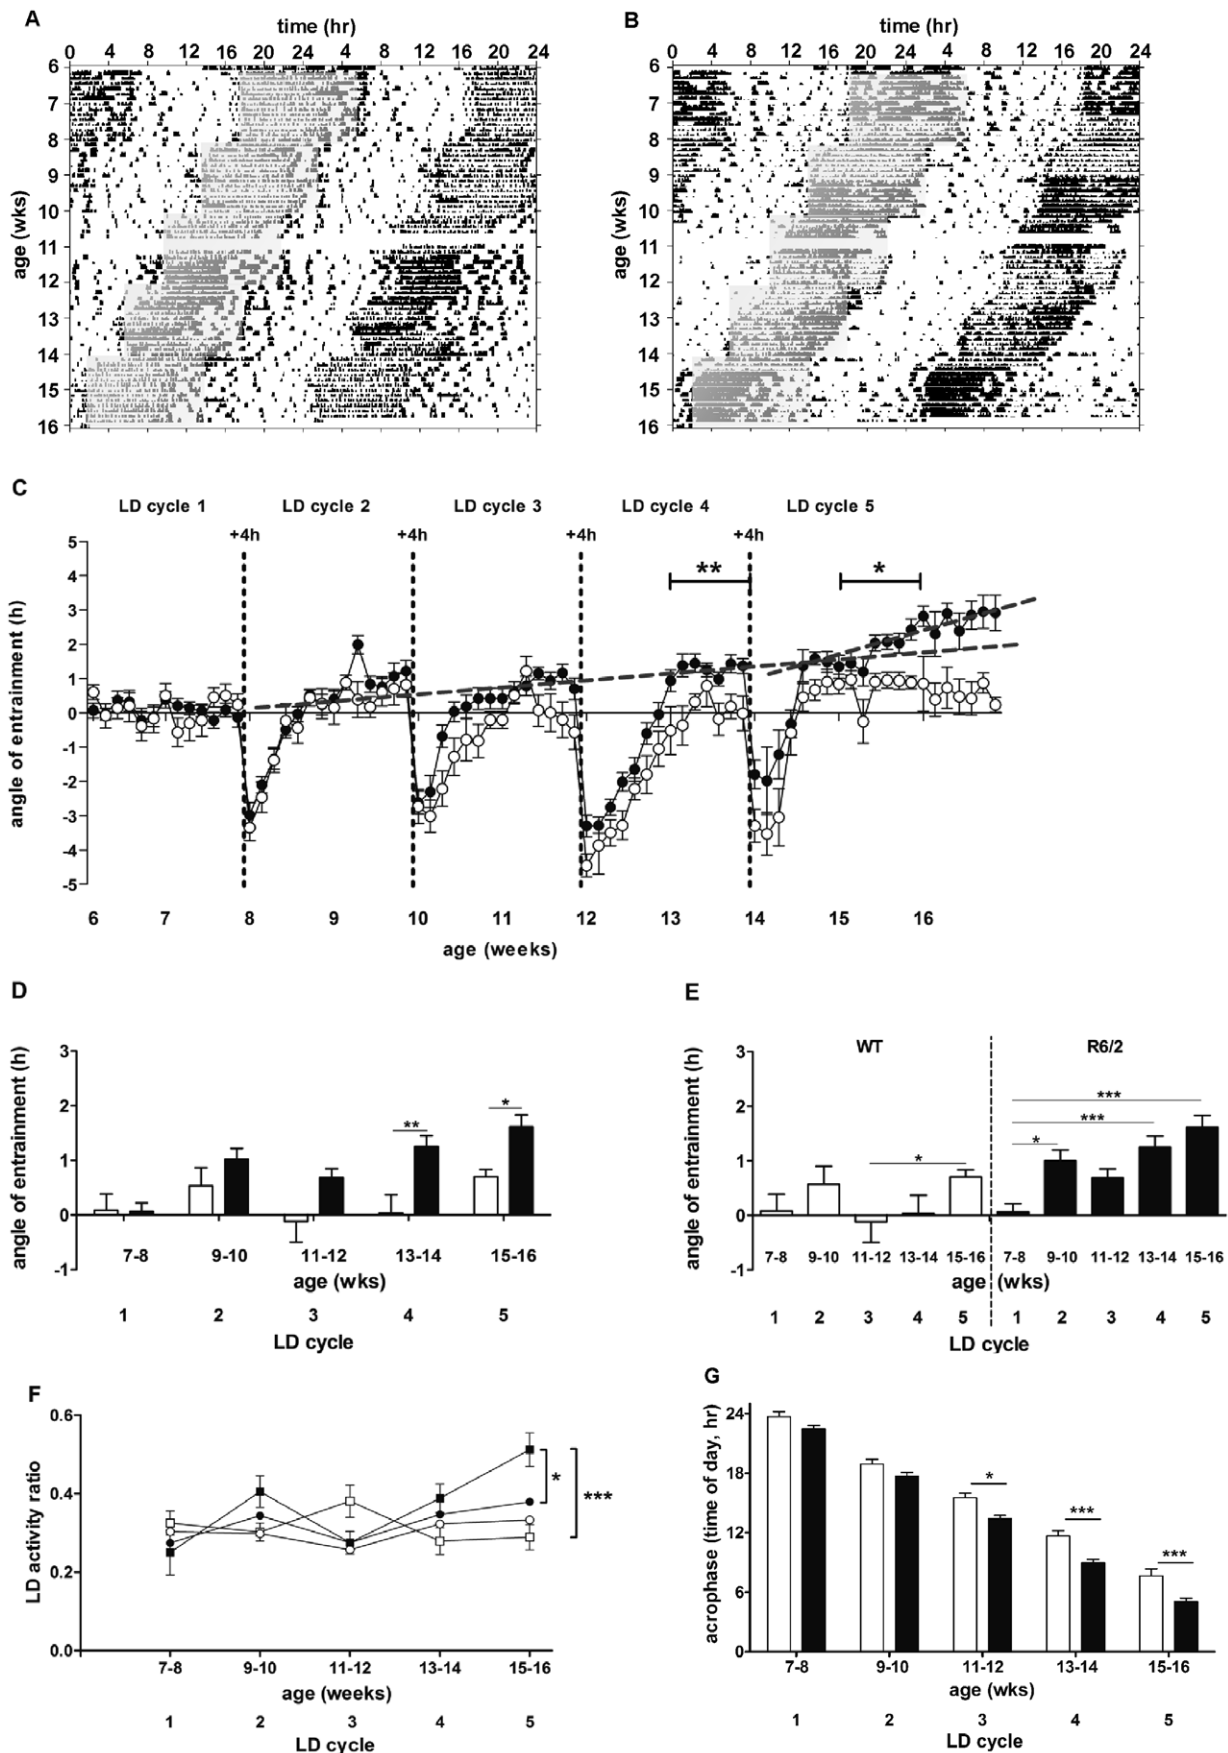 A
B
time (hr)
time (hr)
0 4 8 12 16 20 24 4 8 12 16 20 24
0 4 8 12 16 20 24 4 8 12 16 20 24
6
7
8
9
10
11
12
13
14
15
16
age (wks)
6
7
8
9
10
11
12
13
14
15
16
age (wks)
0 4 8 12 16 20 24 4 8 12 20 24
C
LD cycle 1 LD cycle 2 LD cycle 3 LD cycle 4 LD cycle 5
+4h +4h +4h +4h
** *
5
4
3
2
1
0
-1
-2
-3
-4
-5
angle of entrainment (h)
6 7 8 9 10 11 12 13 14 15 16
age (weeks)
D
3
2
1
0
-1
angle of entrainment (h)
** *
7-8 9-10 11-12 13-14 15-16
age (wks)
1 2 3 4 5
LD cycle
E
WT R6/2
3
2
1
0
-1
angle of entrainment (h)
***
***
*
*
7-8 9-10 11-12 13-14 15-16 7-8 9-10 11-12 13-14 15-16
age (wks)
1 2 3 4 5 1 2 3 4 5
LD cycle
F
0.6
0.4
0.2
0.0
LD activity ratio
* ***
7-8 9-10 11-12 13-14 15-16
age (weeks)
1 2 3 4 5
LD cycle
G
24
18
12
6
0
acrophase (time of day, hr)
* *** ***
7-8 9-10 11-12 13-14 15-16
age (wks)
1 2 3 4 5
LD cycle